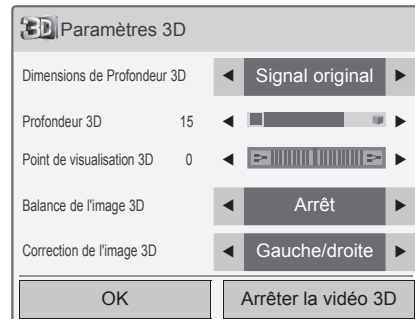 3D Paramètres 3D
Dimensions de Profondeur 3D Signal original
Profondeur 3D 15
Point de visualisation 3D 0
Balance de l'image 3D Arrêt
Correction de l'image 3D Gauche/droite
OK Arrêter la vidéo 3D